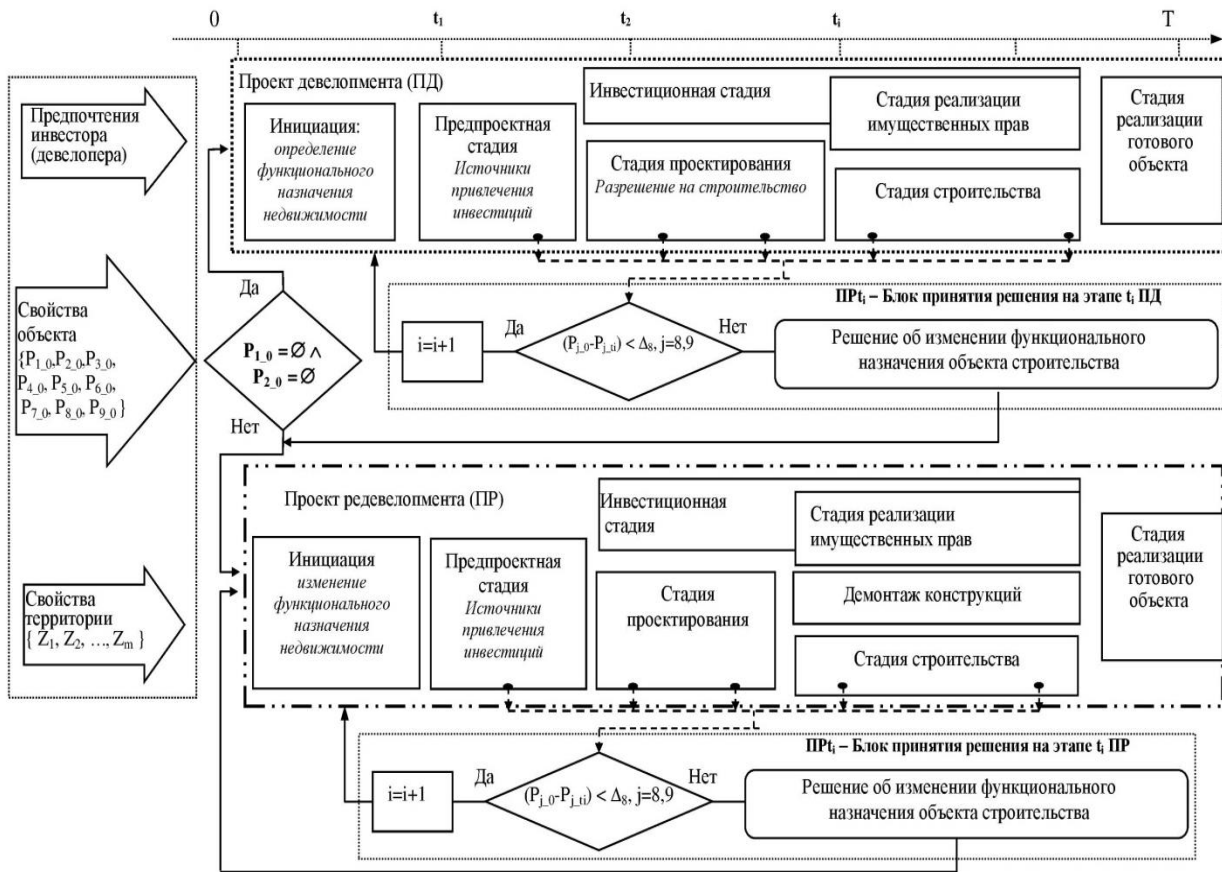 0 t₁ t₂ tᵢ T
Предпочтения
инвестора
(девелопера)
Свойства
объекта
{P₁_₀,P₂_₀,P₃_₀,
P₄_₀, P₅_₀, P₆_₀,
P₇_₀, P₈_₀, P₉_₀ }
Свойства
территории
{ Z₁, Z₂, …, Zₘ }
Да
P₁_₀ = ∅ ∧
P₂_₀ = ∅
Нет
Проект девелопмента (ПД)
Инициация:
определение
функционального
назначения
недвижимости
Предпроектная
стадия
Источники
привлечения
инвестиций
Инвестиционная стадия
Стадия реализации
имущественных прав
Стадия проектирования
Разрешение на строительство
Стадия строительства
Стадия
реализации
готового
объекта
ПРtᵢ – Блок принятия решения на этапе tᵢ ПД
i=i+1
Да
(Pⱼ_₀-Pⱼ_ₜᵢ) < Δ₈, j=8,9
Нет
Решение об изменении функционального
назначения объекта строительства
Проект редевелопмента (ПР)
Инициация
изменение
функционального
назначения
недвижимости
Предпроектная
стадия
Источники
привлечения
инвестиций
Инвестиционная
стадия
Стадия реализации
имущественных прав
Стадия
проектирования
Демонтаж конструкций
Стадия строительства
Стадия
реализации
готового
объекта
ПРtᵢ – Блок принятия решения на этапе tᵢ ПР
i=i+1
Да
(Pⱼ_₀-Pⱼ_ₜᵢ) < Δ₈, j=8,9
Нет
Решение об изменении функционального
назначения объекта строительства